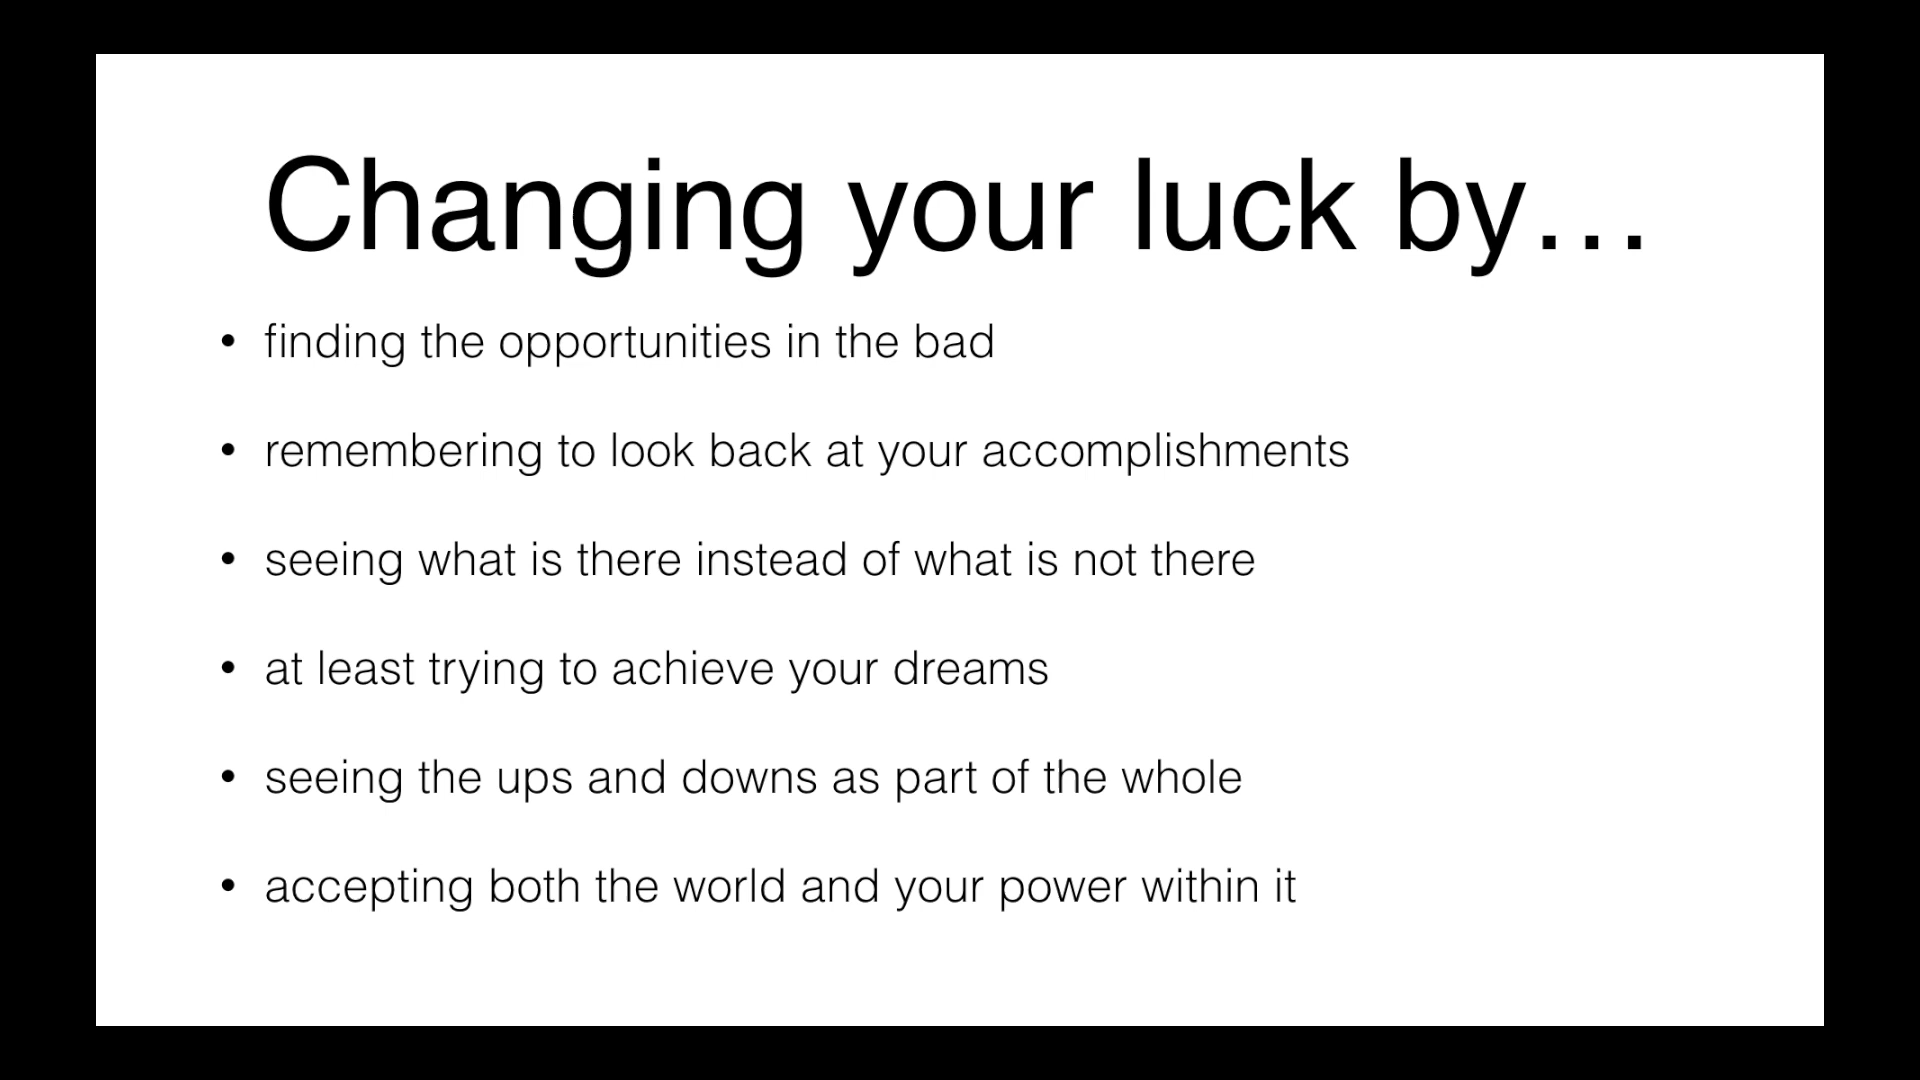 Changing your luck by…
• finding the opportunities in the bad
• remembering to look back at your accomplishments
• seeing what is there instead of what is not there
• at least trying to achieve your dreams
• seeing the ups and downs as part of the whole
• accepting both the world and your power within it